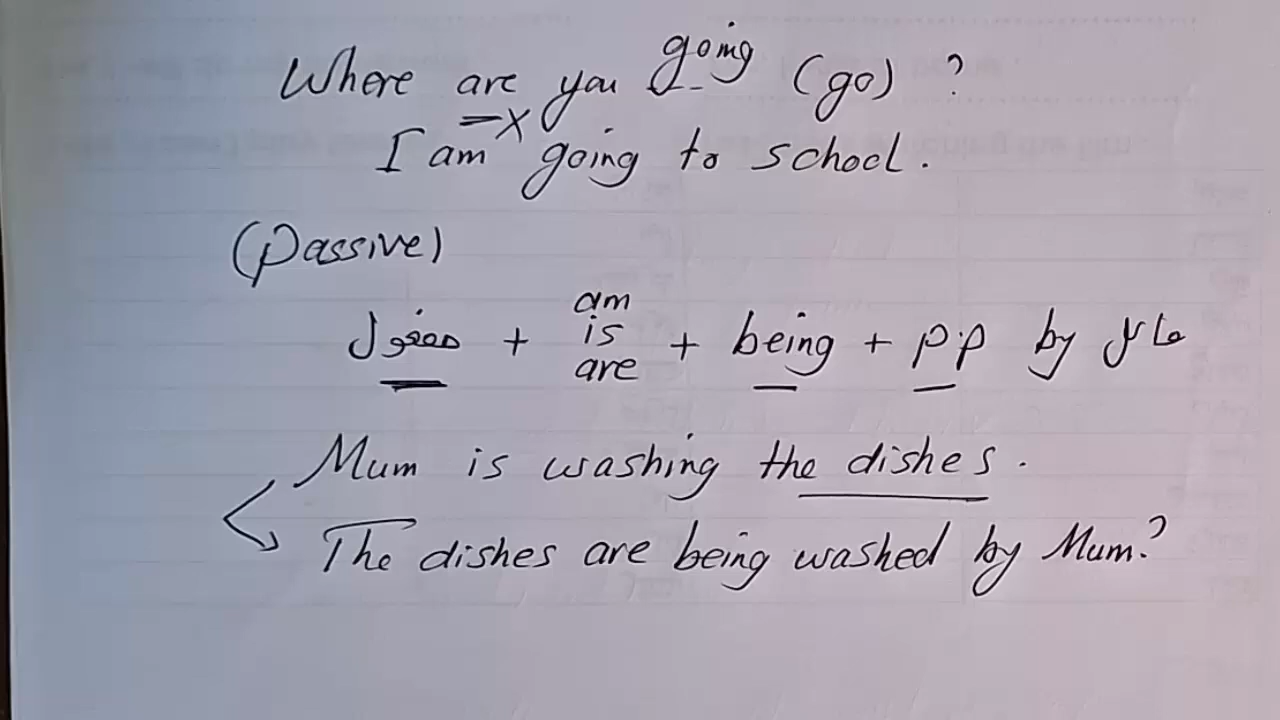 Where are you going (go) ?
I am going to school.
(Passive)
مفعول + am is are + being + P.P by فاعل
Mum is washing the dishes.
The dishes are being washed by Mum?